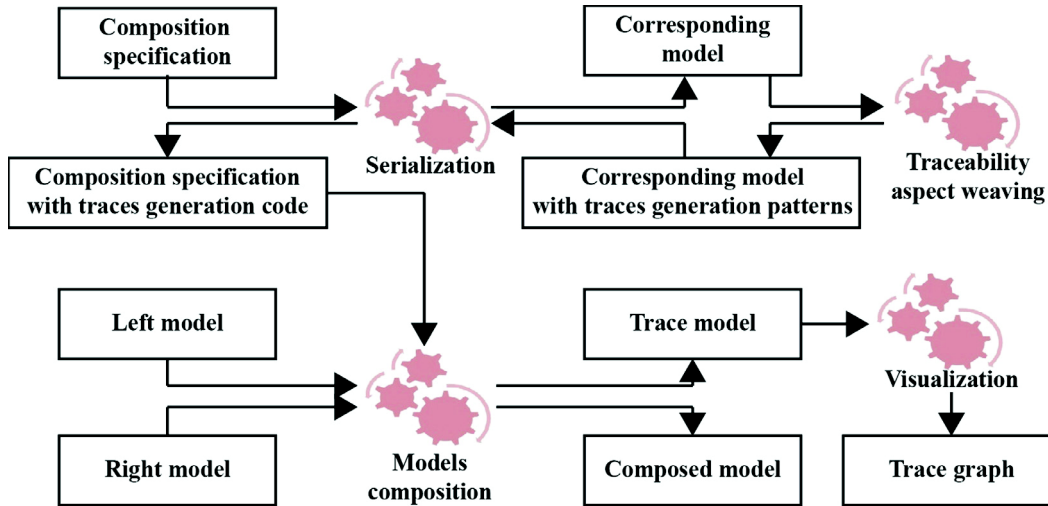 Composition
specification
Corresponding
model
Serialization
Traceability
aspect weaving
Composition specification
with traces generation code
Corresponding model
with traces generation patterns
Left model
Trace model
Visualization
Right model
Models
composition
Composed model
Trace graph